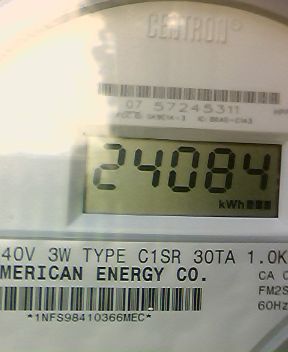 CENTRON®
07 57245311
24084
kWh
40V 3W TYPE C1SR 30TA 1.0K
MERICAN ENERGY CO.
CA
FM2S
60Hz
*1NFS98410366MEC*